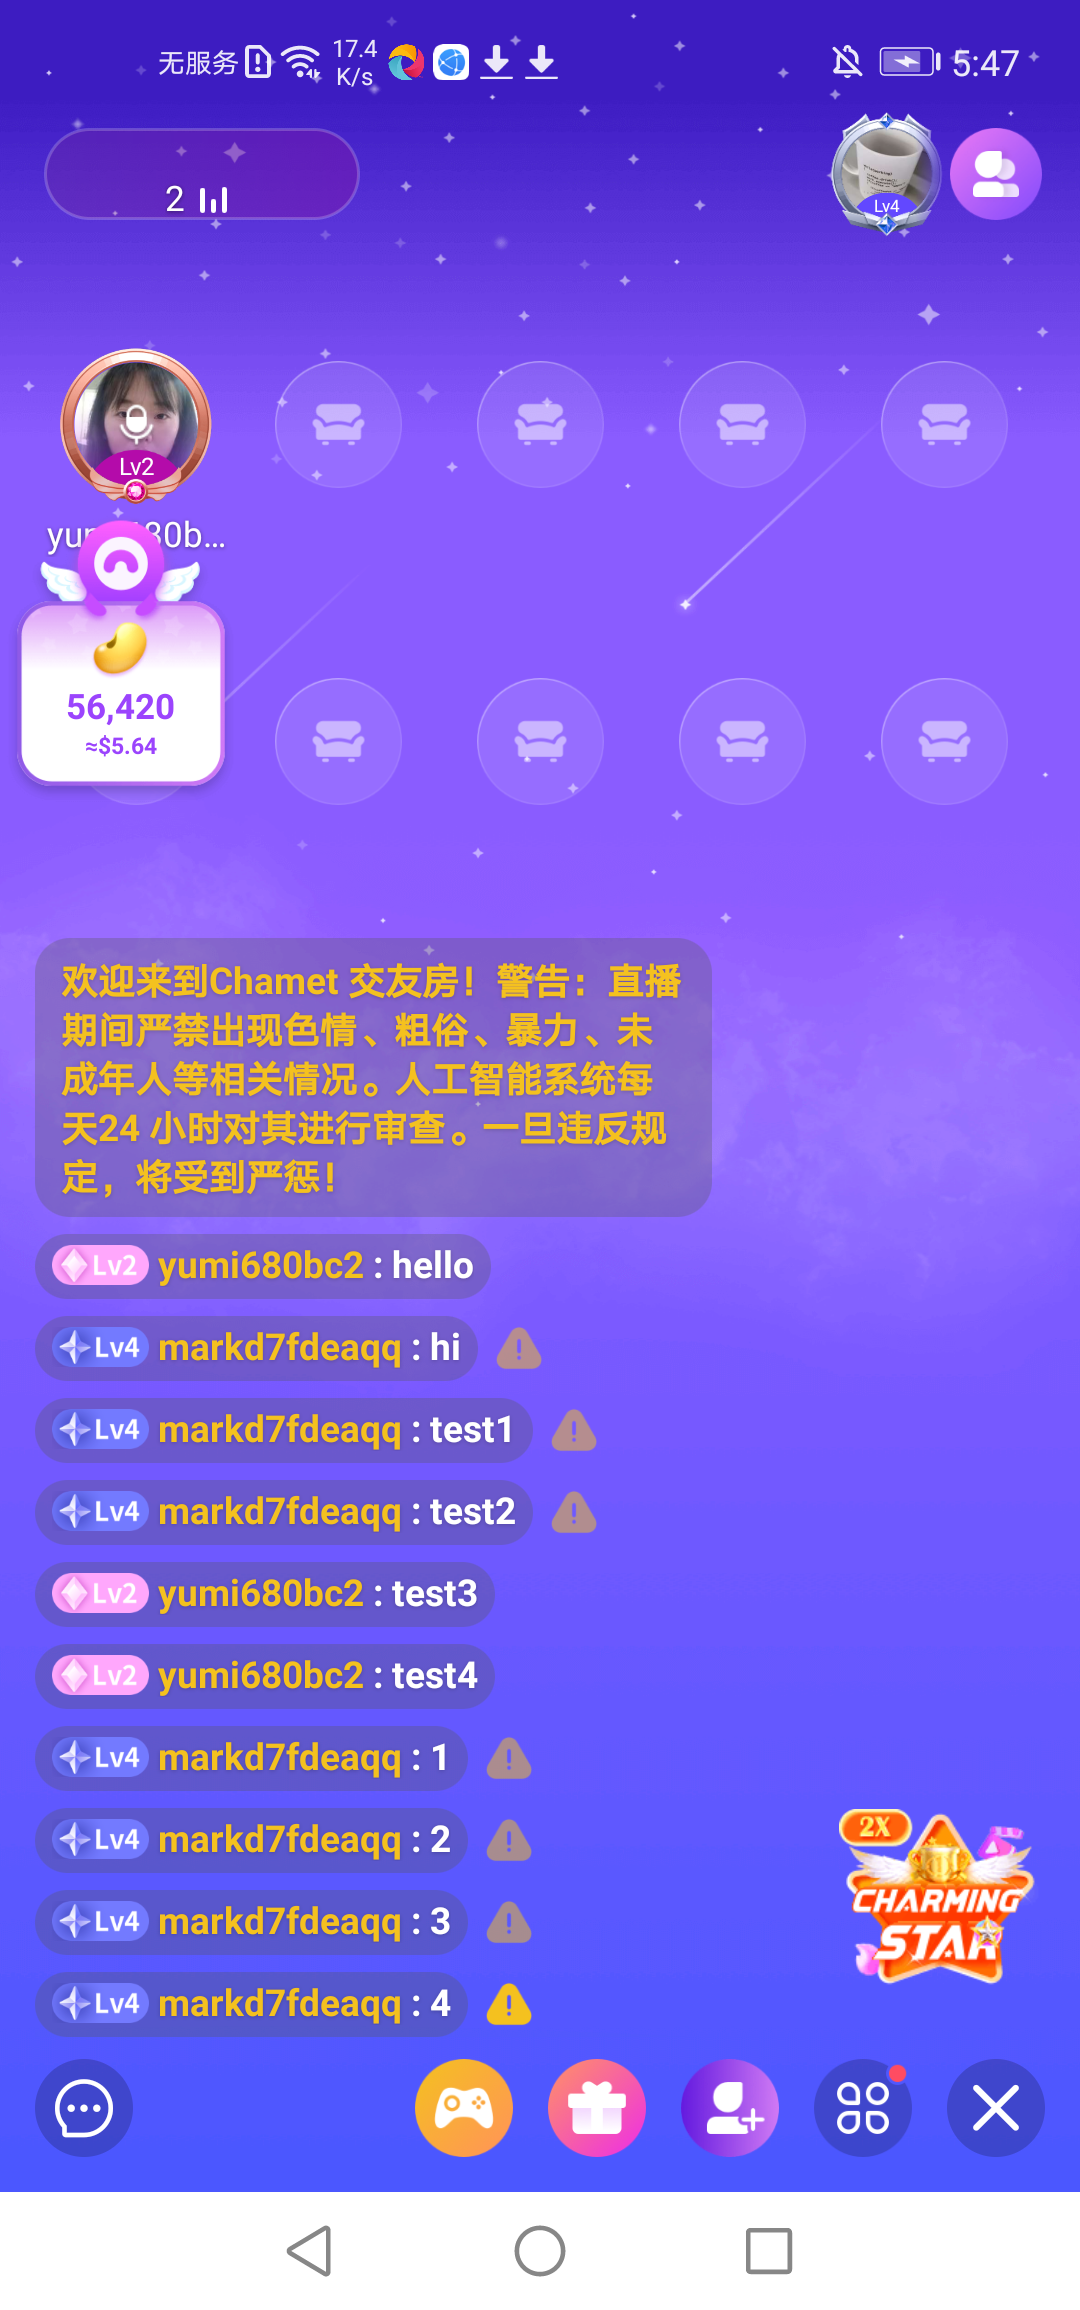 无服务 17.4 K/s 5:47
2
Lv4
Lv2
56,420
≈$5.64
欢迎来到Chamet 交友房！警告：直播
期间严禁出现色情、粗俗、暴力、未
成年人等相关情况。人工智能系统每
天24 小时对其进行审查。一旦违反规
定，将受到严惩！
Lv2 yumi680bc2 : hello
Lv4 markd7fdeaqq : hi
Lv4 markd7fdeaqq : test1
Lv4 markd7fdeaqq : test2
Lv2 yumi680bc2 : test3
Lv2 yumi680bc2 : test4
Lv4 markd7fdeaqq : 1
Lv4 markd7fdeaqq : 2
Lv4 markd7fdeaqq : 3
Lv4 markd7fdeaqq : 4
2X
CHARMING
STAR